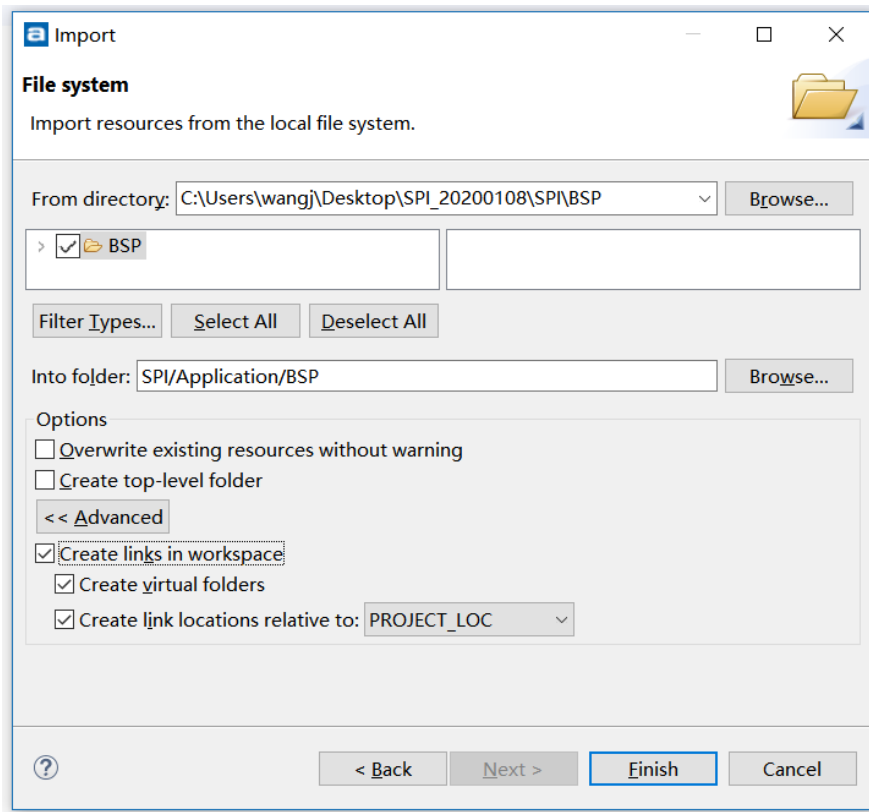 Import
File system
Import resources from the local file system.
From directory: C:\Users\wangj\Desktop\SPI_20200108\SPI\BSP Browse...
BSP
Filter Types... Select All Deselect All
Into folder: SPI/Application/BSP Browse...
Options
Overwrite existing resources without warning
Create top-level folder
<< Advanced
Create links in workspace
Create virtual folders
Create link locations relative to: PROJECT_LOC
< Back Next > Finish Cancel